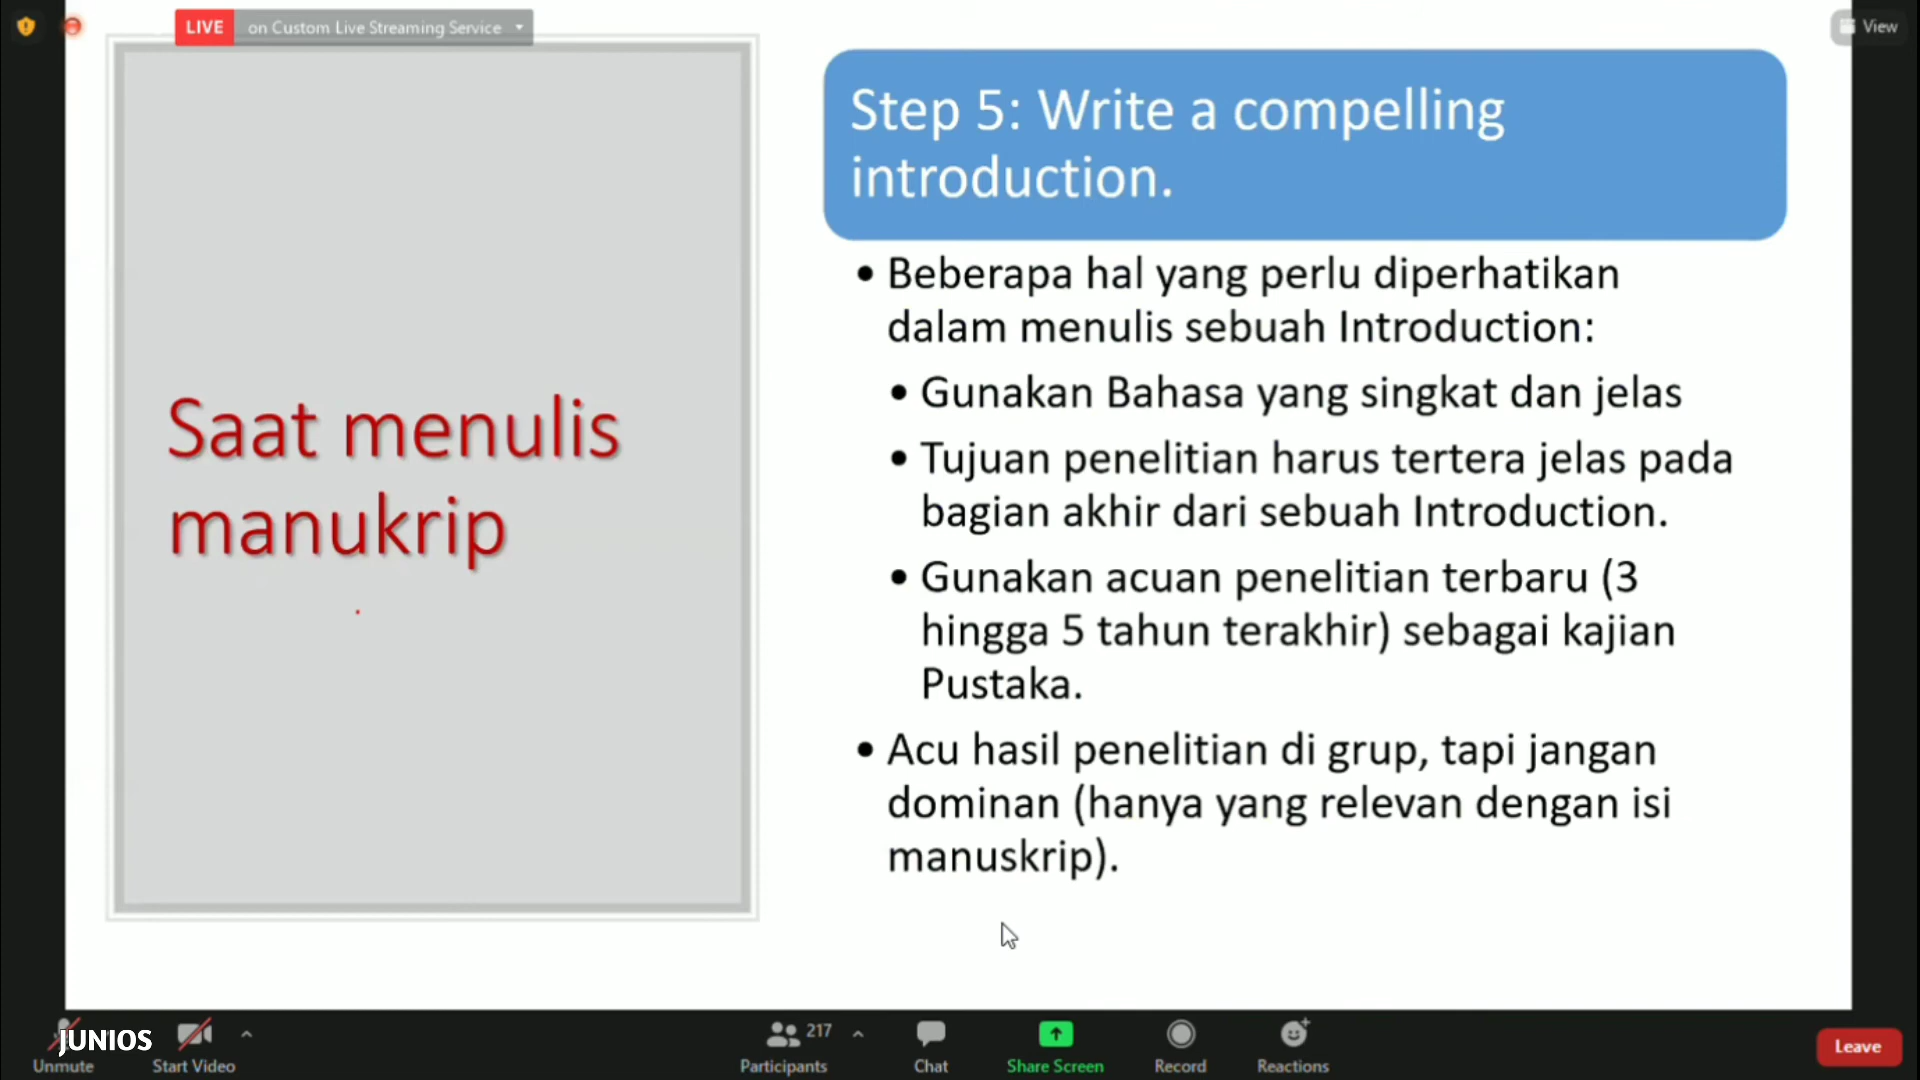 LIVE on Custom Live Streaming Service
View
Saat menulis
manukrip
Step 5: Write a compelling
introduction.
• Beberapa hal yang perlu diperhatikan
dalam menulis sebuah Introduction:
• Gunakan Bahasa yang singkat dan jelas
• Tujuan penelitian harus tertera jelas pada
bagian akhir dari sebuah Introduction.
• Gunakan acuan penelitian terbaru (3
hingga 5 tahun terakhir) sebagai kajian
Pustaka.
• Acu hasil penelitian di grup, tapi jangan
dominan (hanya yang relevan dengan isi
manuskrip).
JUNIOS
Unmute
Start Video
217
Participants
Chat
Share Screen
Record
Reactions
Leave